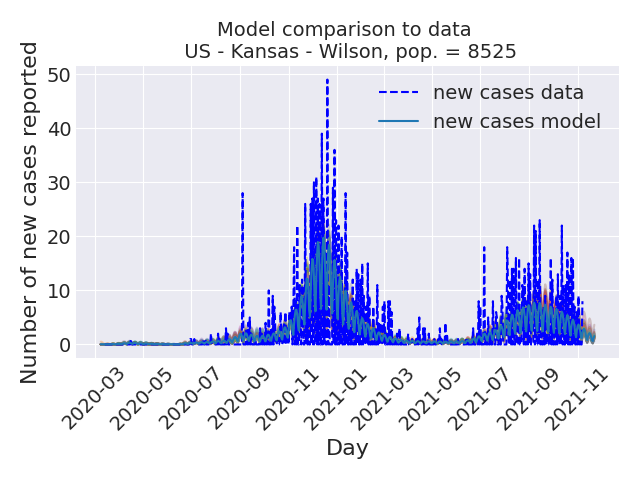 Model comparison to data
US - Kansas - Wilson, pop. = 8525
Number of new cases reported
50
40
30
20
10
0
new cases data
new cases model
2020-03
2020-05
2020-07
2020-09
2020-11
2021-01
2021-03
2021-05
2021-07
2021-09
2021-11
Day